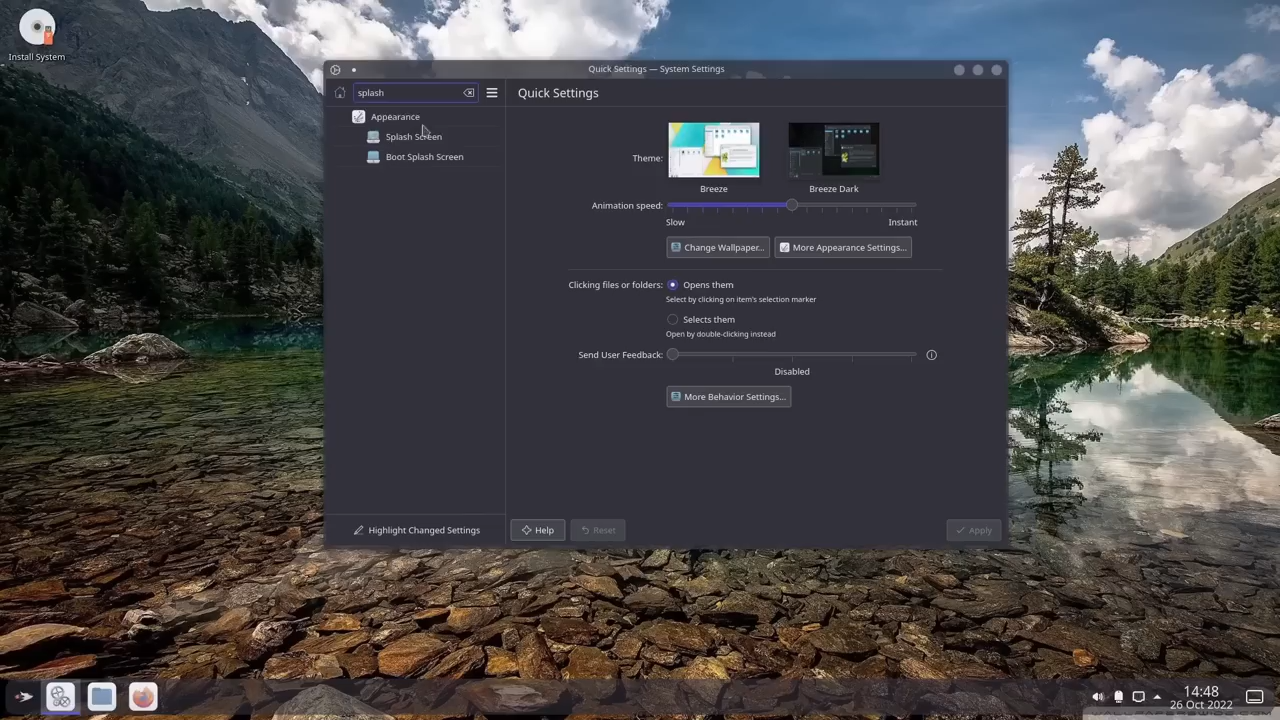 Install System
Quick Settings — System Settings
splash
Quick Settings
Appearance
Splash Screen
Boot Splash Screen
Theme:
Breeze
Breeze Dark
Animation speed:
Slow
Instant
Change Wallpaper...
More Appearance Settings...
Clicking files or folders:
Opens them
Select by clicking on item's selection marker
Selects them
Open by double-clicking instead
Send User Feedback:
Disabled
More Behavior Settings...
Highlight Changed Settings
Help
Reset
Apply
14:48
26 Oct 2022